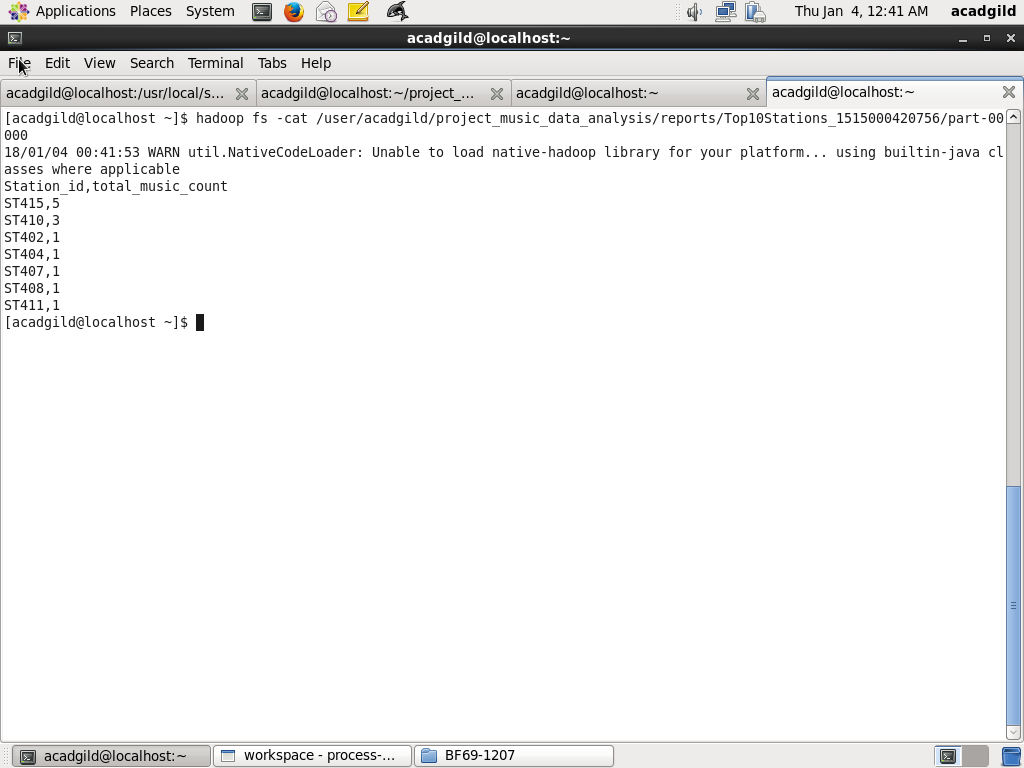 Applications Places System Thu Jan 4, 12:41 AM acadgild
acadgild@localhost:~
File Edit View Search Terminal Tabs Help
acadgild@localhost:/usr/local/s... acadgild@localhost:~/project_... acadgild@localhost:~ acadgild@localhost:~
[acadgild@localhost ~]$ hadoop fs -cat /user/acadgild/project_music_data_analysis/reports/Top10Stations_1515000420756/part-00
000
18/01/04 00:41:53 WARN util.NativeCodeLoader: Unable to load native-hadoop library for your platform... using builtin-java cl
asses where applicable
Station_id,total_music_count
ST415,5
ST410,3
ST402,1
ST404,1
ST407,1
ST408,1
ST411,1
[acadgild@localhost ~]$
acadgild@localhost:~ workspace - process-... BF69-1207